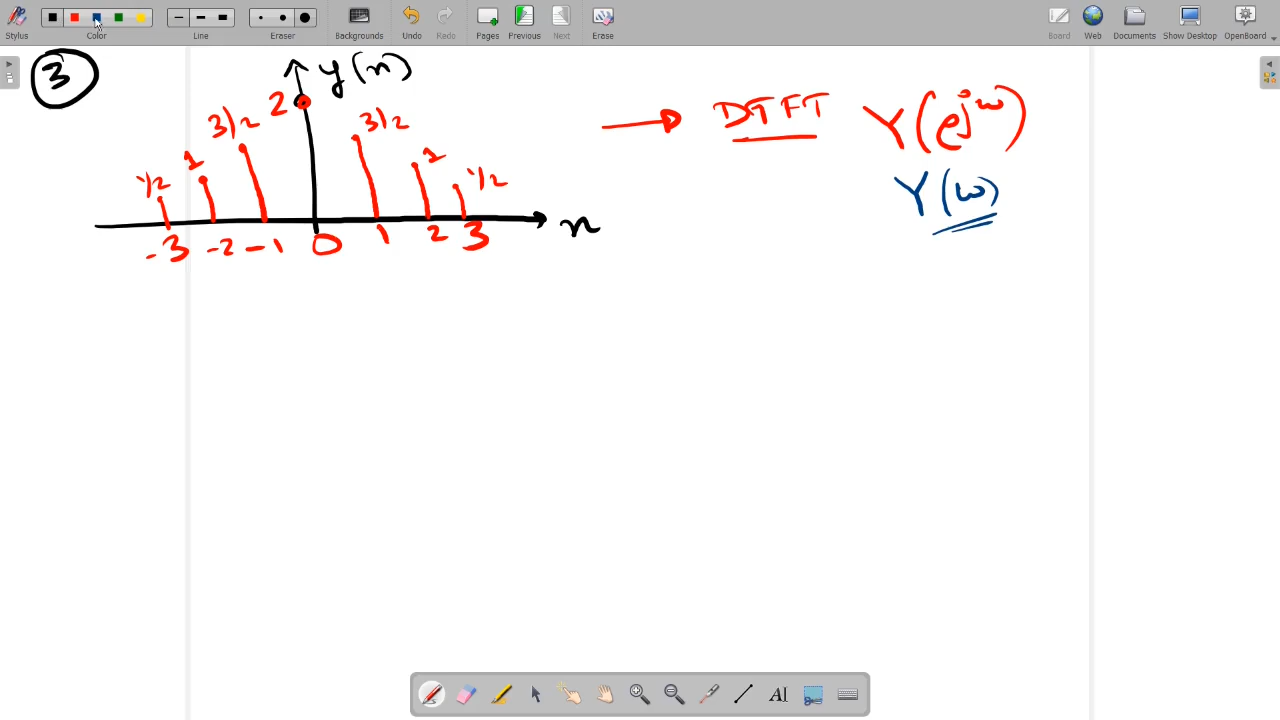 Stylus
Color
Line
Eraser
Backgrounds
Undo
Redo
Pages
Previous
Next
Erase
Board
Web
Documents
Show Desktop
OpenBoard
3
y(n)
2
3/2
3/2
1
1
1/2
1/2
-3 -2 -1 0 1 2 3
n
DTFT Y(e^jω)
Y(ω)
AI